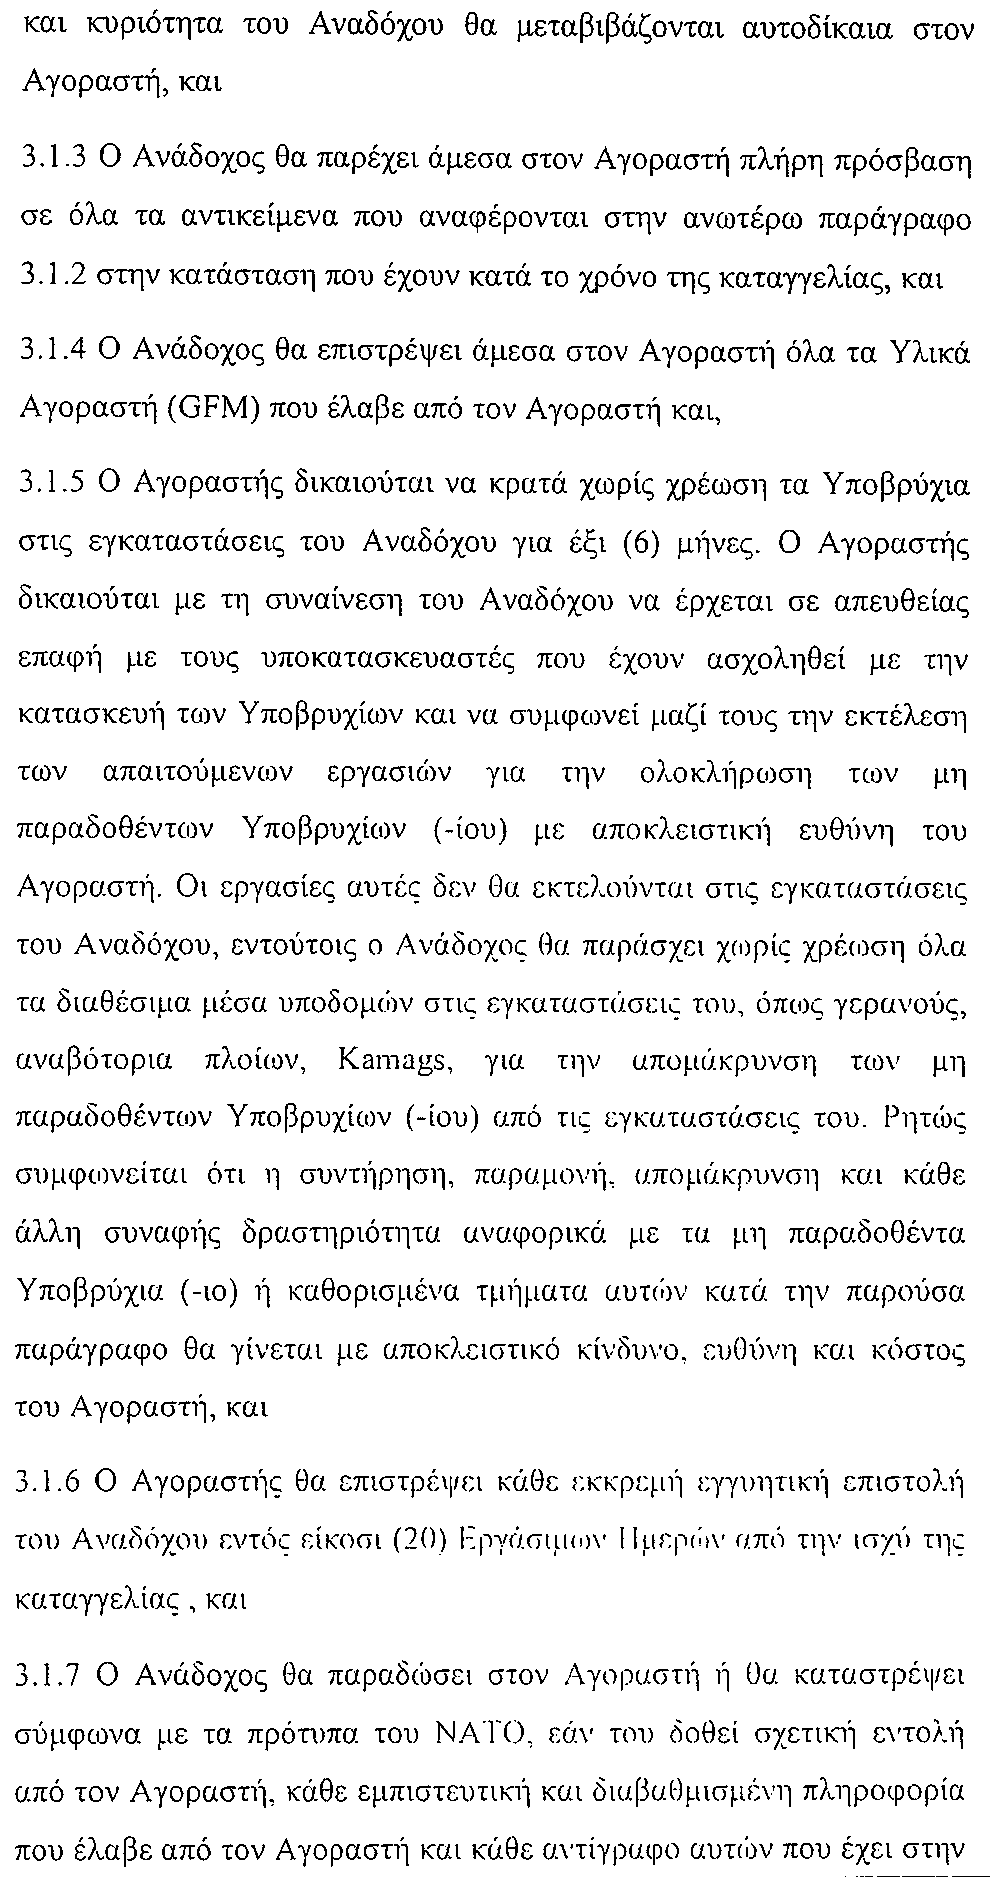 και κυριότητα του Αναδόχου θα μεταβιβάζονται αυτοδίκαια στον
Αγοραστή, και
3.1.3 Ο Ανάδοχος θα παρέχει άμεσα στον Αγοραστή πλήρη πρόσβαση
σε όλα τα αντικείμενα που αναφέρονται στην ανωτέρω παράγραφο
3.1.2 στην κατάσταση που έχουν κατά το χρόνο της καταγγελίας, και
3.1.4 Ο Ανάδοχος θα επιστρέψει άμεσα στον Αγοραστή όλα τα Υλικά
Αγοραστή (GFM) που έλαβε από τον Αγοραστή και,
3.1.5 Ο Αγοραστής δικαιούται να κρατά χωρίς χρέωση τα Υποβρύχια
στις εγκαταστάσεις του Αναδόχου για έξι (6) μήνες. Ο Αγοραστής
δικαιούται με τη συναίνεση του Αναδόχου να έρχεται σε απευθείας
επαφή με τους υποκατασκευαστές που έχουν ασχοληθεί με την
κατασκευή των Υποβρυχίων και να συμφωνεί μαζί τους την εκτέλεση
των απαιτούμενων εργασιών για την ολοκλήρωση των μη
παραδοθέντων Υποβρυχίων (-ίου) με αποκλειστική ευθύνη του
Αγοραστή. Οι εργασίες αυτές δεν θα εκτελούνται στις εγκαταστάσεις
του Αναδόχου, εντούτοις ο Ανάδοχος θα παράσχει χωρίς χρέωση όλα
τα διαθέσιμα μέσα υποδομών στις εγκαταστάσεις του, όπως γερανούς,
αναβότορια πλοίων, Kamags, για την απομάκρυνση των μη
παραδοθέντων Υποβρυχίων (-ίου) από τις εγκαταστάσεις του. Ρητώς
συμφωνείται ότι η συντήρηση, παραμονή, απομάκρυνση και κάθε
άλλη συναφής δραστηριότητα αναφορικά με τα μη παραδοθέντα
Υποβρύχια (-ιο) ή καθορισμένα τμήματα αυτών κατά την παρούσα
παράγραφο θα γίνεται με αποκλειστικό κίνδυνο, ευθύνη και κόστος
του Αγοραστή, και
3.1.6 Ο Αγοραστής θα επιστρέψει κάθε εκκρεμή εγγυητική επιστολή
του Αναδόχου εντός είκοσι (20) Εργάσιμων Ημερών από την ισχύ της
καταγγελίας , και
3.1.7 Ο Ανάδοχος θα παραδώσει στον Αγοραστή ή θα καταστρέψει
σύμφωνα με τα πρότυπα του ΝΑΤΟ, εάν του δοθεί σχετική εντολή
από τον Αγοραστή, κάθε εμπιστευτική και διαβαθμισμένη πληροφορία
που έλαβε από τον Αγοραστή και κάθε αντίγραφο αυτών που έχει στην